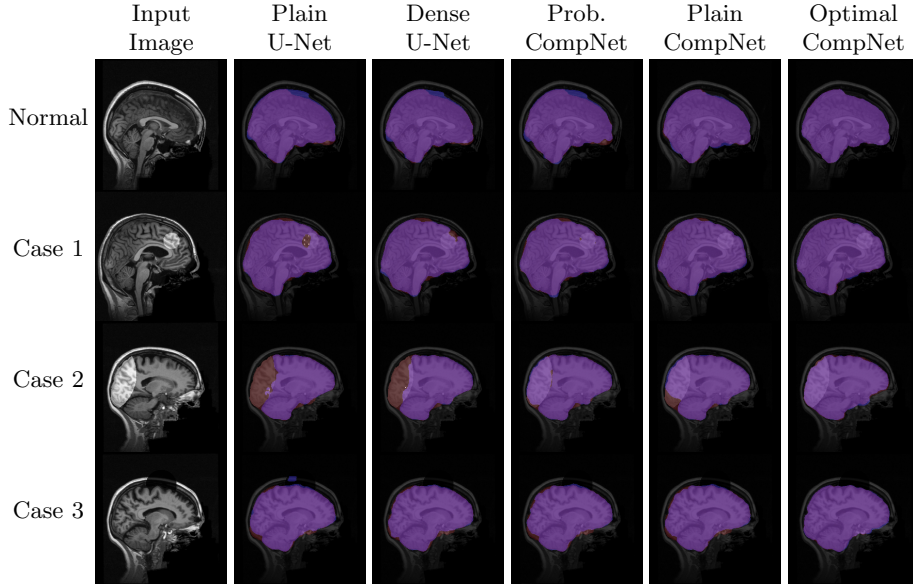 Input Image
Plain U-Net
Dense U-Net
Prob. CompNet
Plain CompNet
Optimal CompNet
Normal
Case 1
Case 2
Case 3